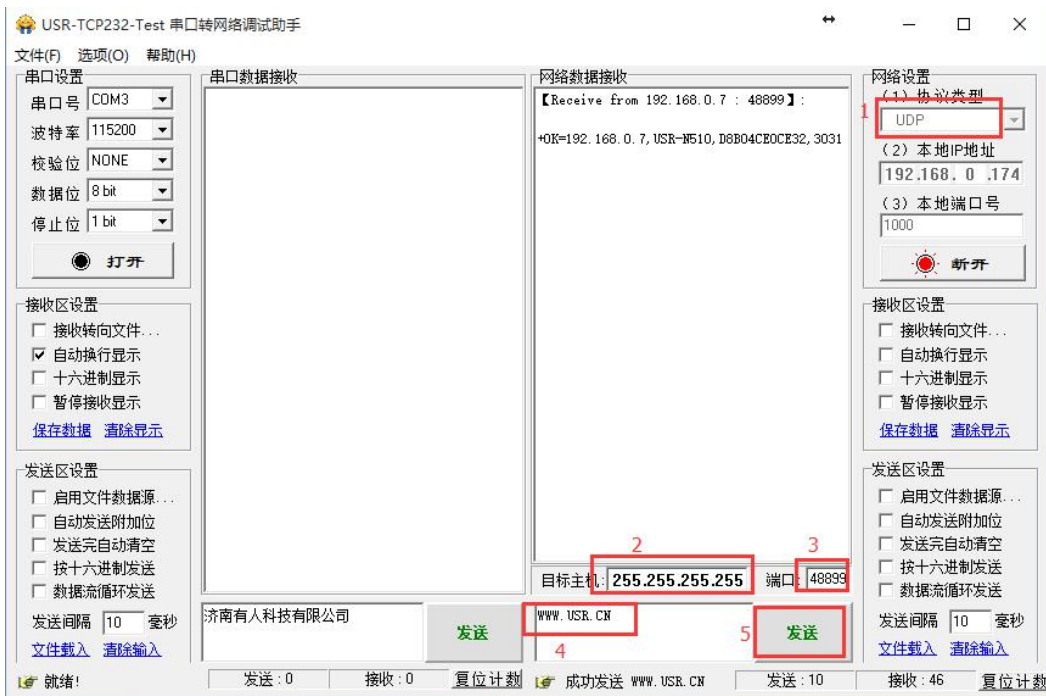 USR-TCP232-Test 串口转网络调试助手
文件(F) 选项(O) 帮助(H)
串口设置
串口号 COM3
波特率 115200
校验位 NONE
数据位 8 bit
停止位 1 bit
打开
接收区设置
接收转向文件...
自动换行显示
十六进制显示
暂停接收显示
保存数据 清除显示
发送区设置
启用文件数据源...
自动发送附加位
发送完自动清空
按十六进制发送
数据流循环发送
发送间隔 10 毫秒
文件载入 清除输入
串口数据接收
济南有人科技有限公司
发送
网络数据接收
【Receive from 192.168.0.7 : 48899】:
+OK=192.168.0.7,USR-N510,D8B04CE0CE32,3031
2
3
目标主机: 255.255.255.255 端口: 48899
WWW.USR.CN
4
5
发送
网络设置
(1) 协议类型
1
UDP
(2) 本地IP地址
192.168. 0 .174
(3) 本地端口号
1000
断开
接收区设置
接收转向文件...
自动换行显示
十六进制显示
暂停接收显示
保存数据 清除显示
发送区设置
启用文件数据源...
自动发送附加位
发送完自动清空
按十六进制发送
数据流循环发送
发送间隔 10 毫秒
文件载入 清除输入
就绪! 发送:0 接收:0 复位计数 成功发送 WWW.USR.CN 发送:10 接收:46 复位计数